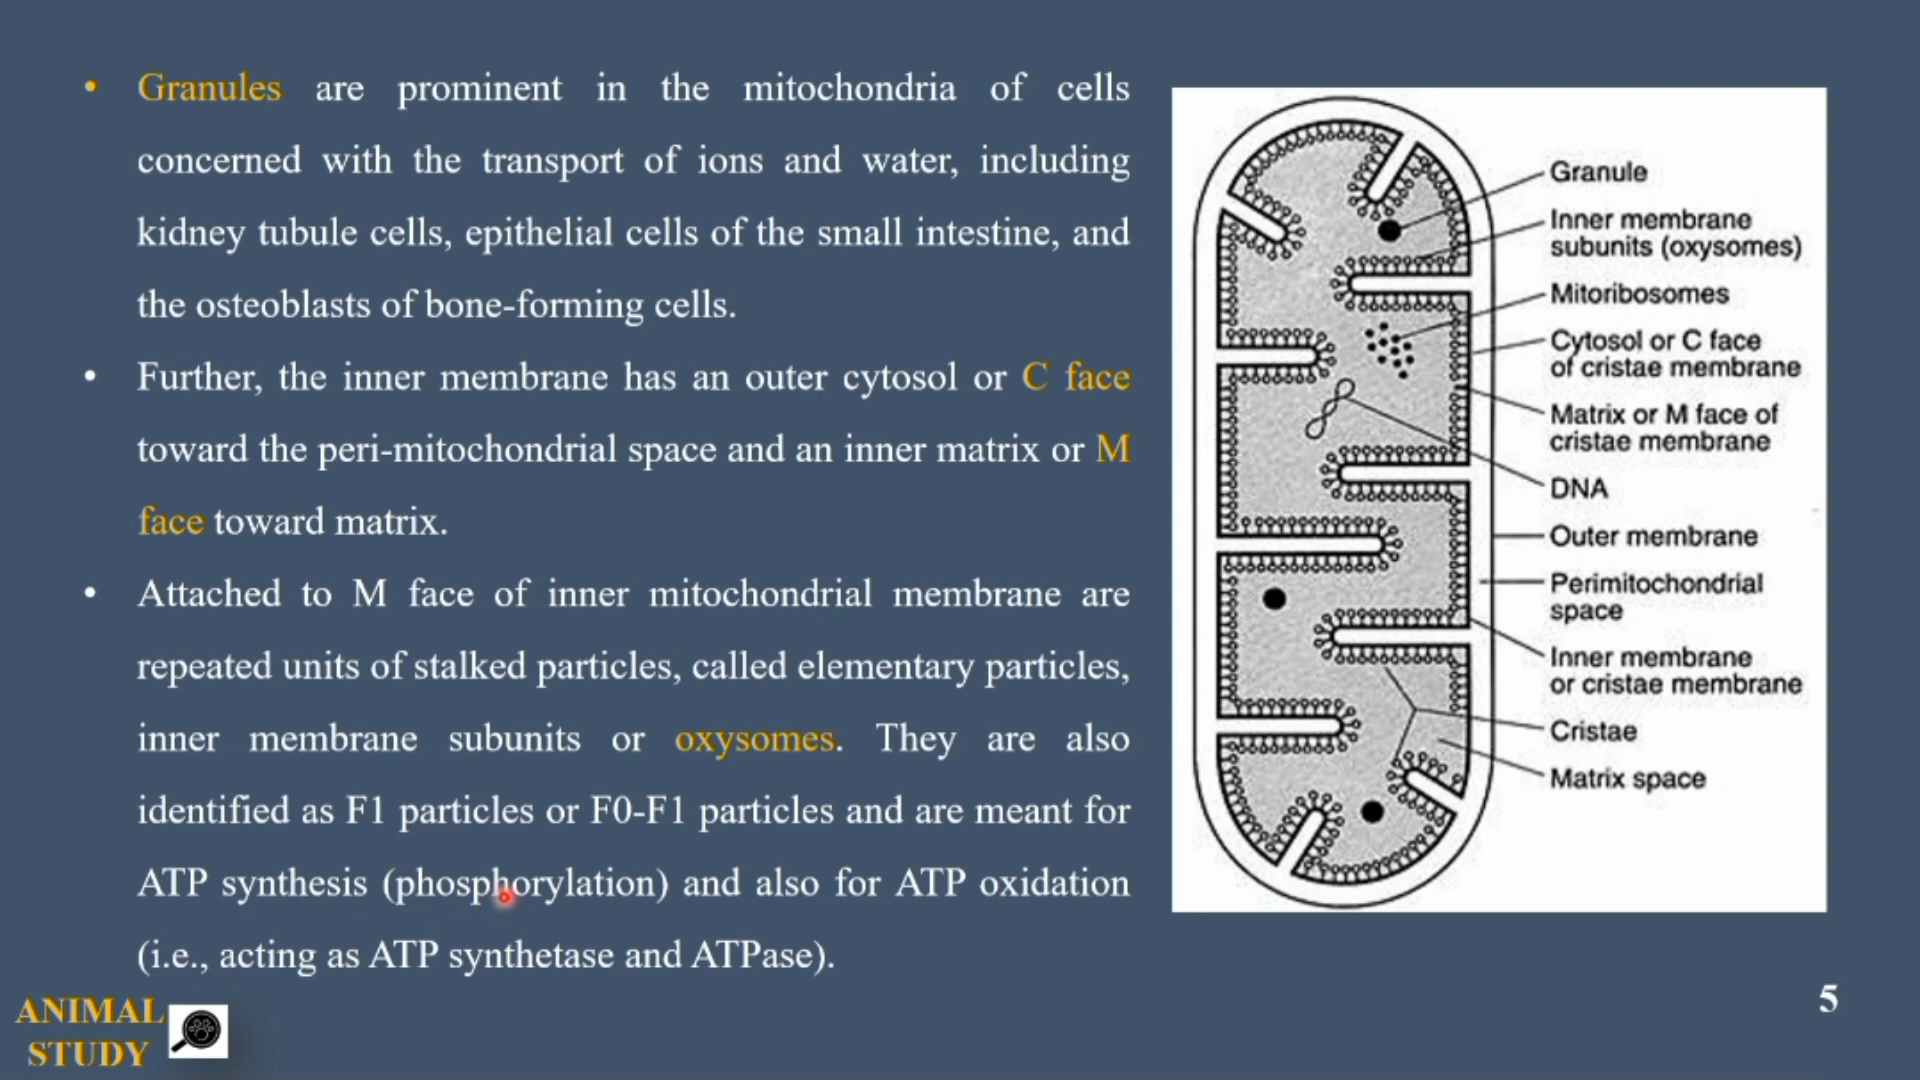 • Granules are prominent in the mitochondria of cells
concerned with the transport of ions and water, including
kidney tubule cells, epithelial cells of the small intestine, and
the osteoblasts of bone-forming cells.
• Further, the inner membrane has an outer cytosol or C face
toward the peri-mitochondrial space and an inner matrix or M
face toward matrix.
• Attached to M face of inner mitochondrial membrane are
repeated units of stalked particles, called elementary particles,
inner membrane subunits or oxysomes. They are also
identified as F1 particles or F0-F1 particles and are meant for
ATP synthesis (phosphorylation) and also for ATP oxidation
(i.e., acting as ATP synthetase and ATPase).
Granule
Inner membrane
subunits (oxysomes)
Mitoribosomes
Cytosol or C face
of cristae membrane
Matrix or M face of
cristae membrane
DNA
Outer membrane
Perimitochondrial
space
Inner membrane
or cristae membrane
Cristae
Matrix space
ANIMAL
STUDY
5